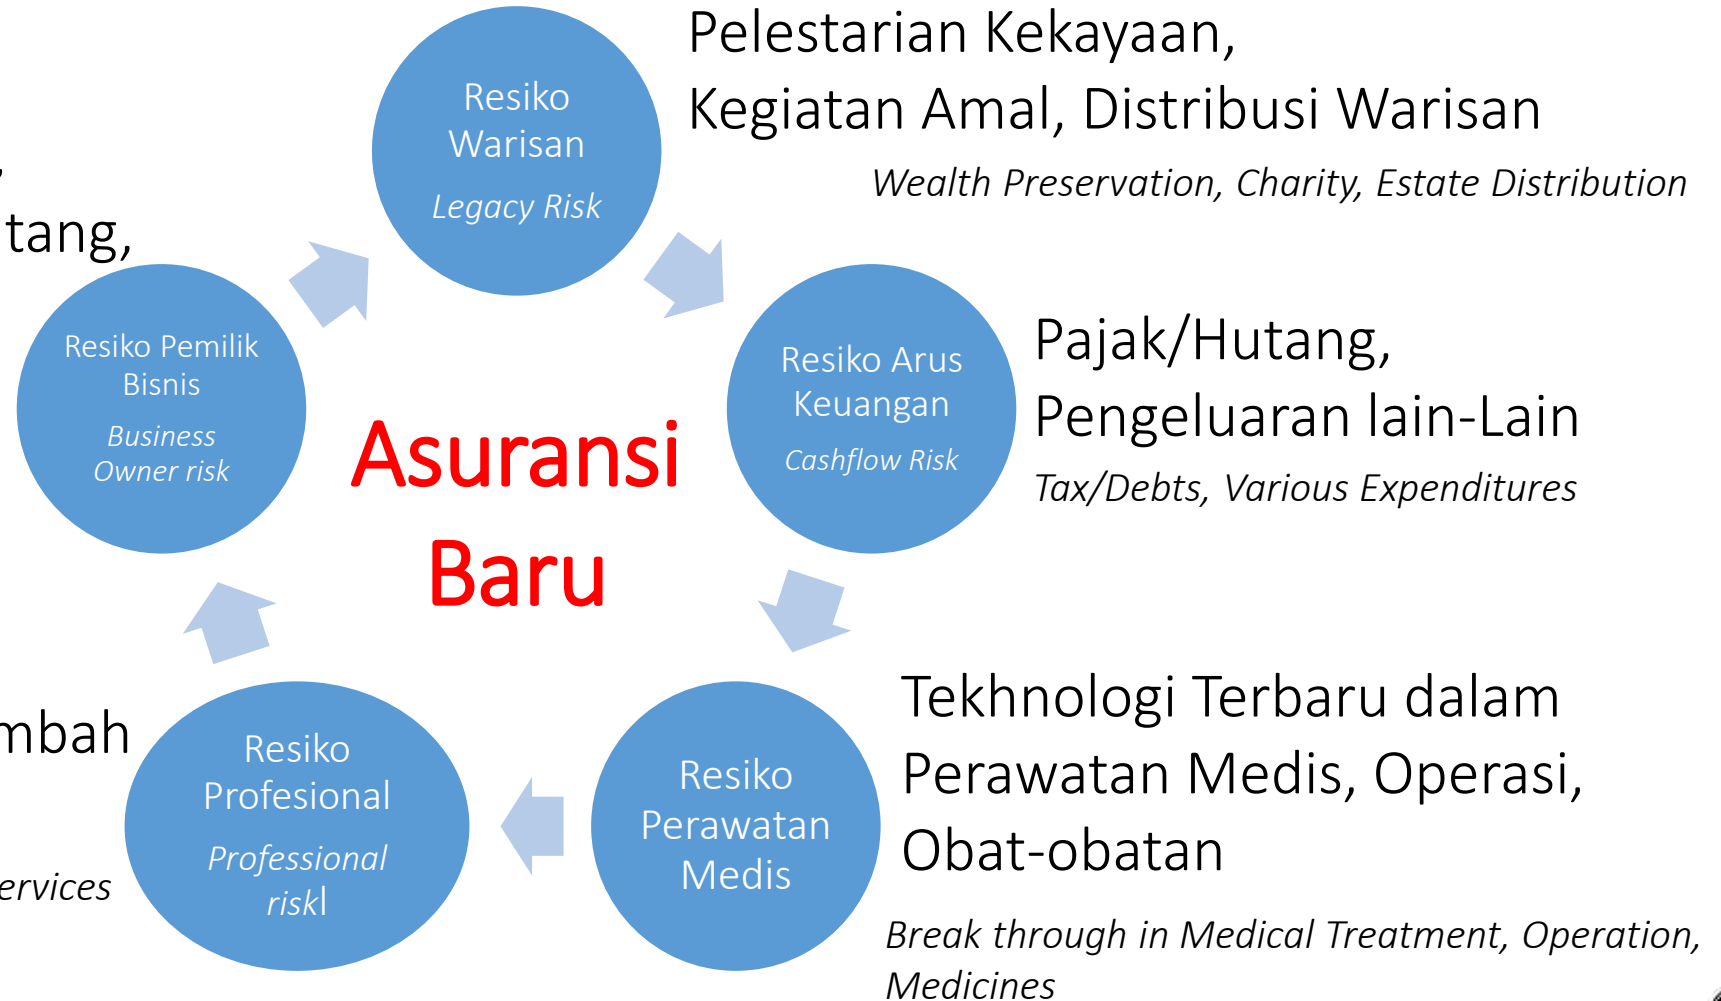 Pelestarian Kekayaan,
Kegiatan Amal, Distribusi Warisan
Wealth Preservation, Charity, Estate Distribution
Resiko
Warisan
Legacy Risk
tang,
Resiko Pemilik
Bisnis
Business
Owner risk
Asuransi
Baru
Resiko Arus
Keuangan
Cashflow Risk
Pajak/Hutang,
Pengeluaran lain-Lain
Tax/Debts, Various Expenditures
mbah
ervices
Resiko
Profesional
Professional
riskl
Resiko
Perawatan
Medis
Tekhnologi Terbaru dalam
Perawatan Medis, Operasi,
Obat-obatan
Break through in Medical Treatment, Operation,
Medicines